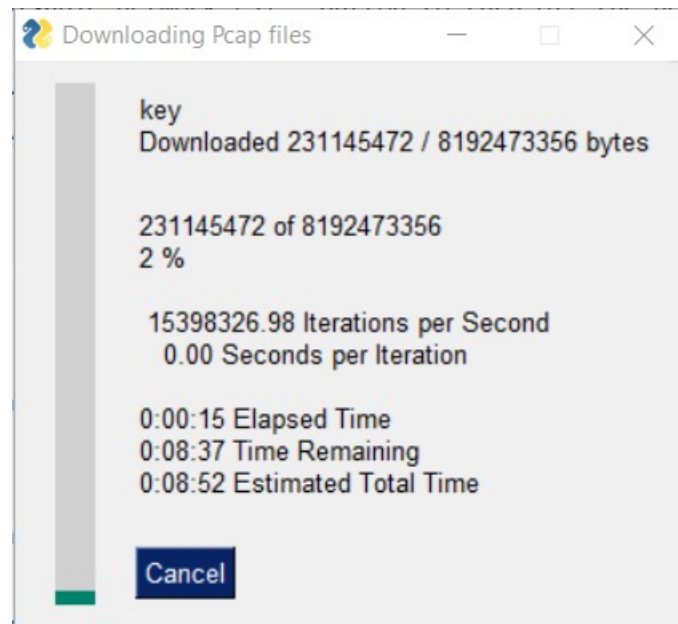 Downloading Pcap files
key
Downloaded 231145472 / 8192473356 bytes
231145472 of 8192473356
2 %
15398326.98 Iterations per Second
0.00 Seconds per Iteration
0:00:15 Elapsed Time
0:08:37 Time Remaining
0:08:52 Estimated Total Time
Cancel